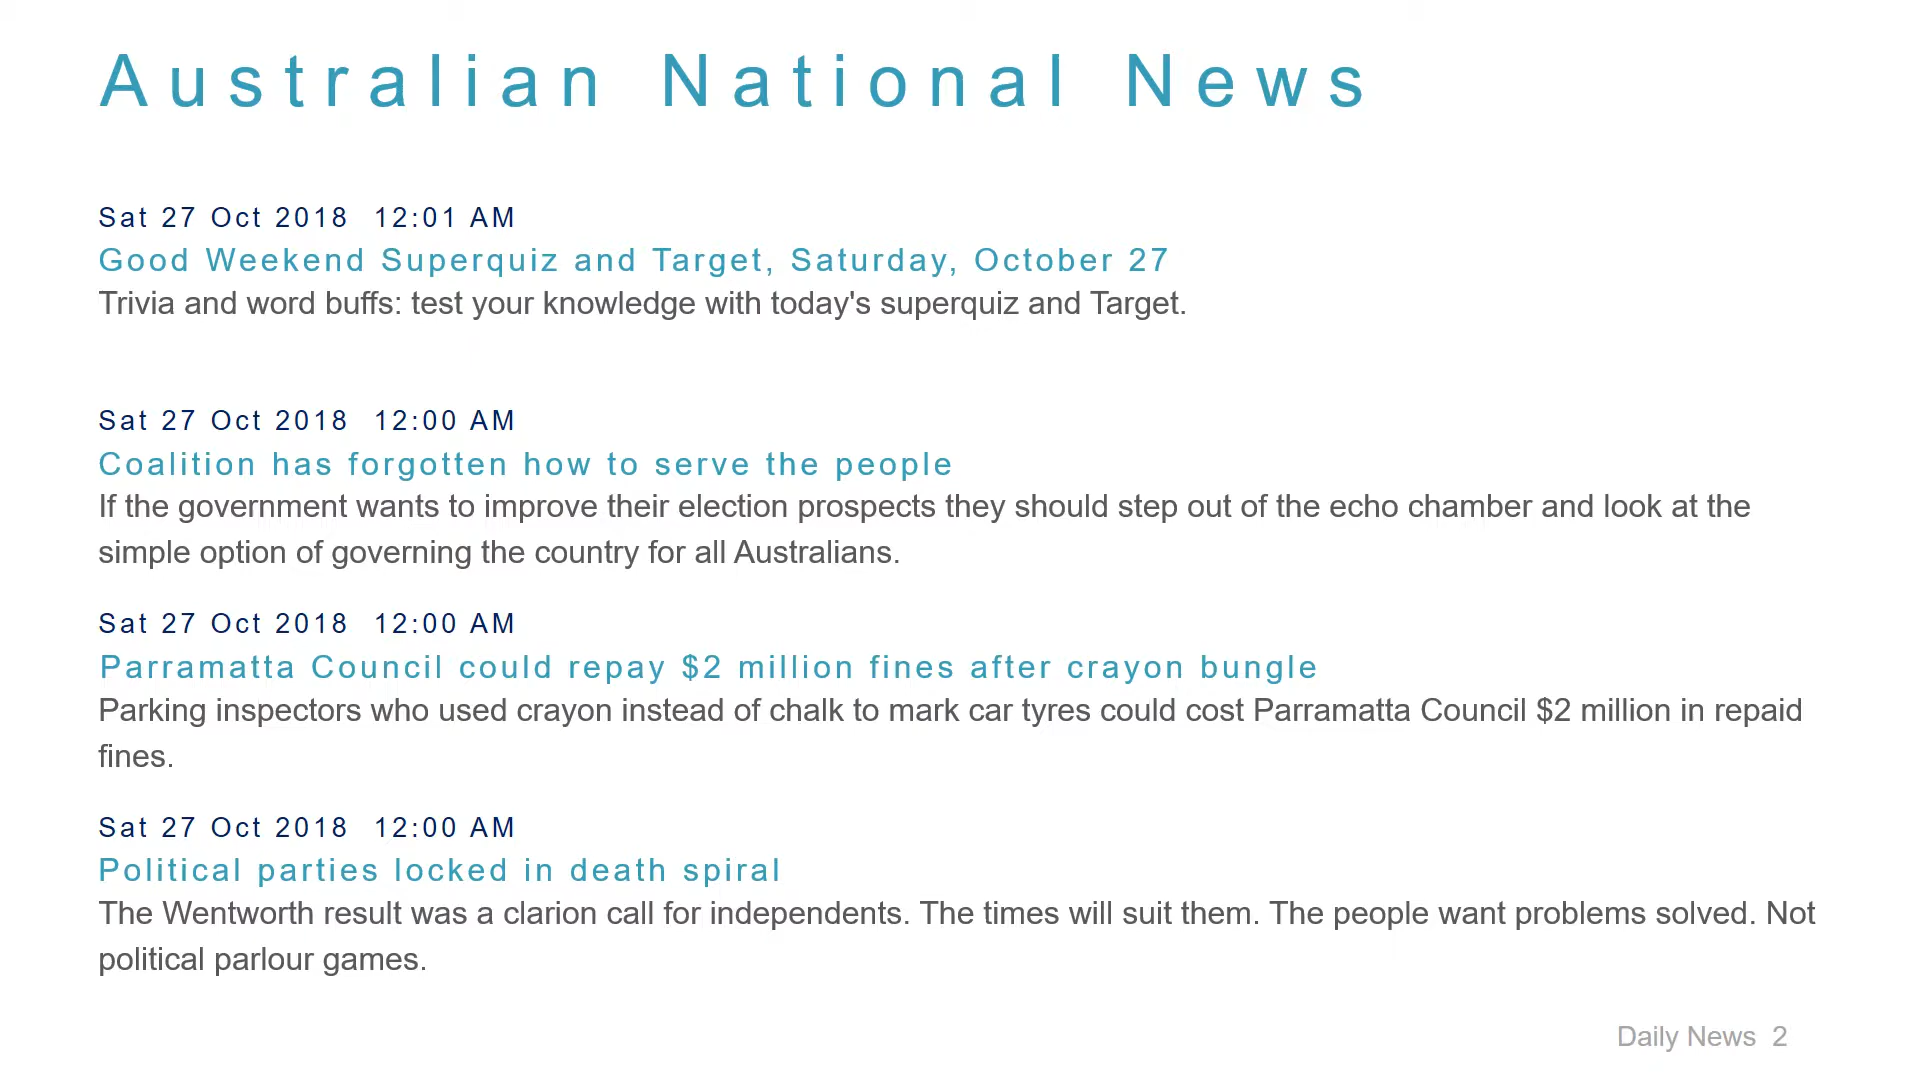 Australian National News
Sat 27 Oct 2018 12:01 AM
Good Weekend Superquiz and Target, Saturday, October 27
Trivia and word buffs: test your knowledge with today's superquiz and Target.
Sat 27 Oct 2018 12:00 AM
Coalition has forgotten how to serve the people
If the government wants to improve their election prospects they should step out of the echo chamber and look at the
simple option of governing the country for all Australians.
Sat 27 Oct 2018 12:00 AM
Parramatta Council could repay $2 million fines after crayon bungle
Parking inspectors who used crayon instead of chalk to mark car tyres could cost Parramatta Council $2 million in repaid
fines.
Sat 27 Oct 2018 12:00 AM
Political parties locked in death spiral
The Wentworth result was a clarion call for independents. The times will suit them. The people want problems solved. Not
political parlour games.
Daily News 2